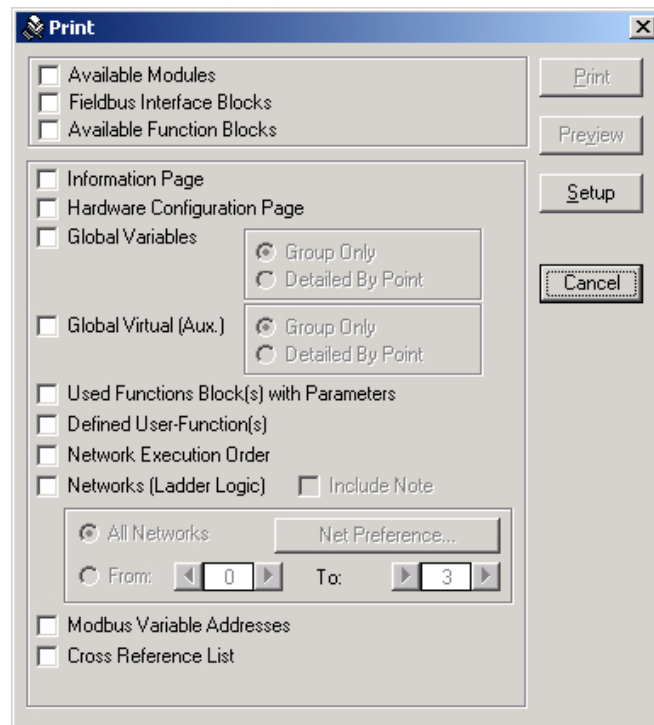 Print
Available Modules
Fieldbus Interface Blocks
Available Function Blocks
Print
Preview
Setup
Cancel
Information Page
Hardware Configuration Page
Global Variables
Group Only
Detailed By Point
Global Virtual (Aux.)
Group Only
Detailed By Point
Used Functions Block(s) with Parameters
Defined User-Function(s)
Network Execution Order
Networks (Ladder Logic) Include Note
All Networks Net Preference...
From: 0 To: 3
Modbus Variable Addresses
Cross Reference List